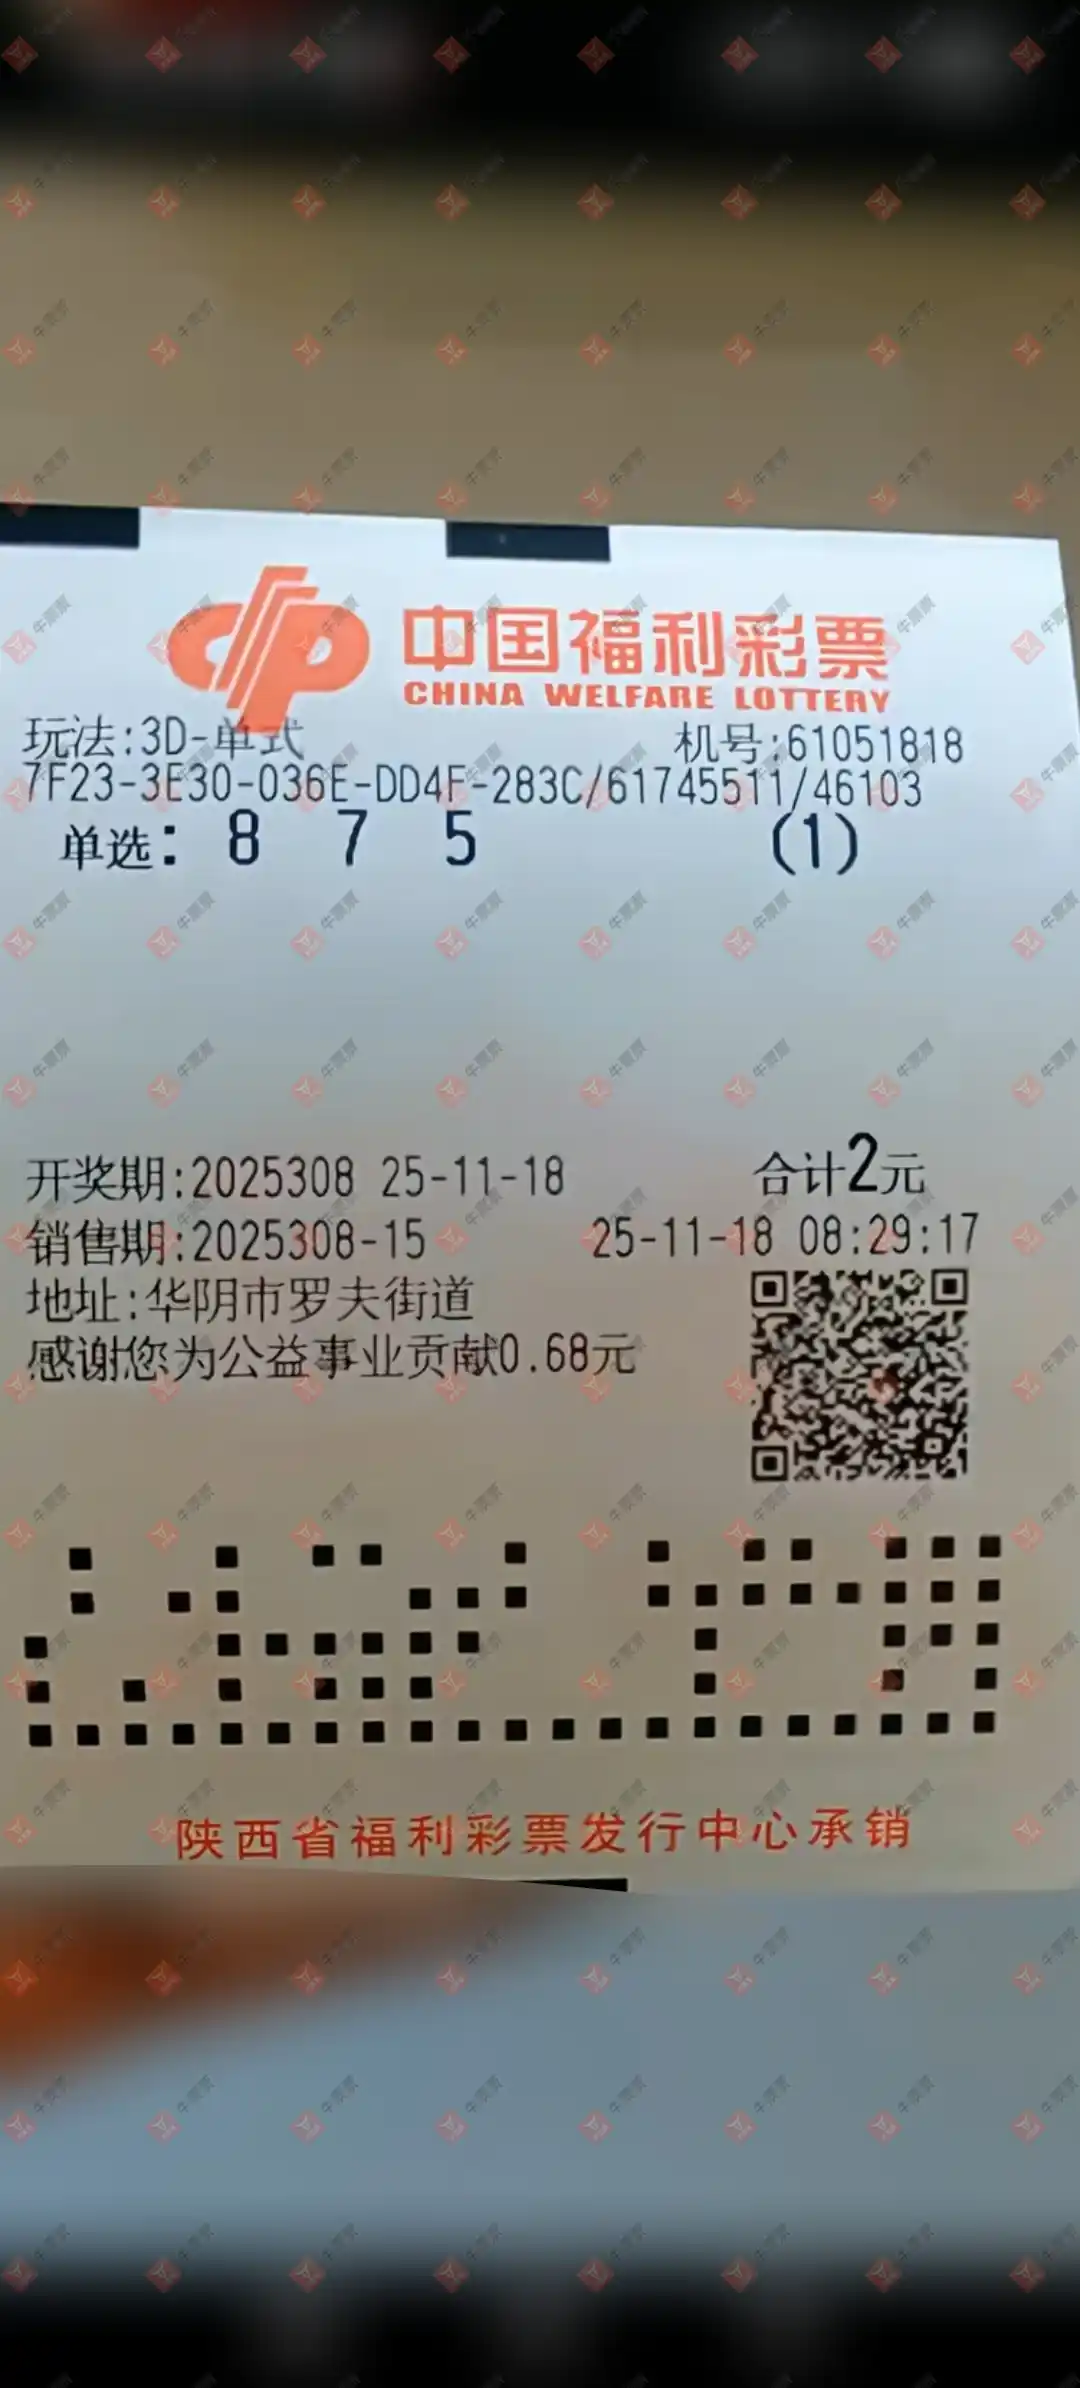 中国福利彩票
CHINA WELFARE LOTTERY
玩法:3D-单式 机号:61051818
7F23-3E30-036E-DD4F-283C/61745511/46103
单选: 8 7 5 (1)
开奖期:2025308 25-11-18 合计2元
销售期:2025308-15 25-11-18 08:29:17
地址:华阴市罗夫街道
感谢您为公益事业贡献0.68元
陕西省福利彩票发行中心承销